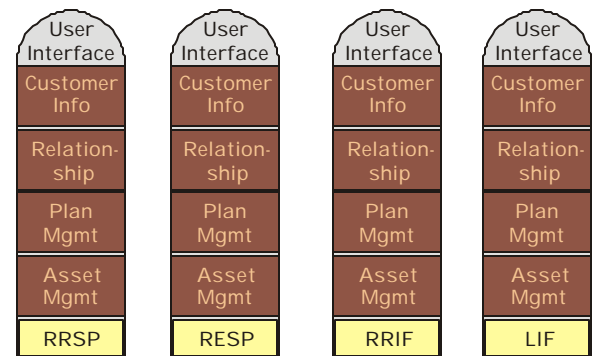 User
Interface
Customer
Info
Relation-
ship
Plan
Mgmt
Asset
Mgmt
RRSP
User
Interface
Customer
Info
Relation-
ship
Plan
Mgmt
Asset
Mgmt
RESP
User
Interface
Customer
Info
Relation-
ship
Plan
Mgmt
Asset
Mgmt
RRIF
User
Interface
Customer
Info
Relation-
ship
Plan
Mgmt
Asset
Mgmt
LIF